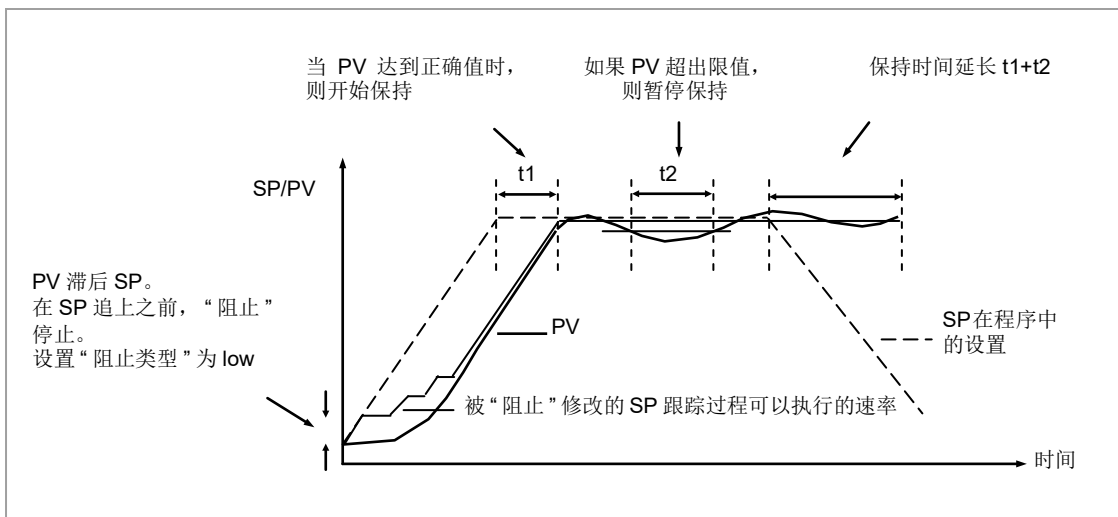 当 PV 达到正确值时，
则开始保持
如果 PV 超出限值，
则暂停保持
保持时间延长 t1+t2
t1
t2
SP/PV
PV 滞后 SP。
在 SP 追上之前，“ 阻止 ”
停止。
设置 “ 阻止类型 ” 为 low
PV
SP在程序中
的设置
被 “ 阻止 ” 修改的 SP 跟踪过程可以执行的速率
时间